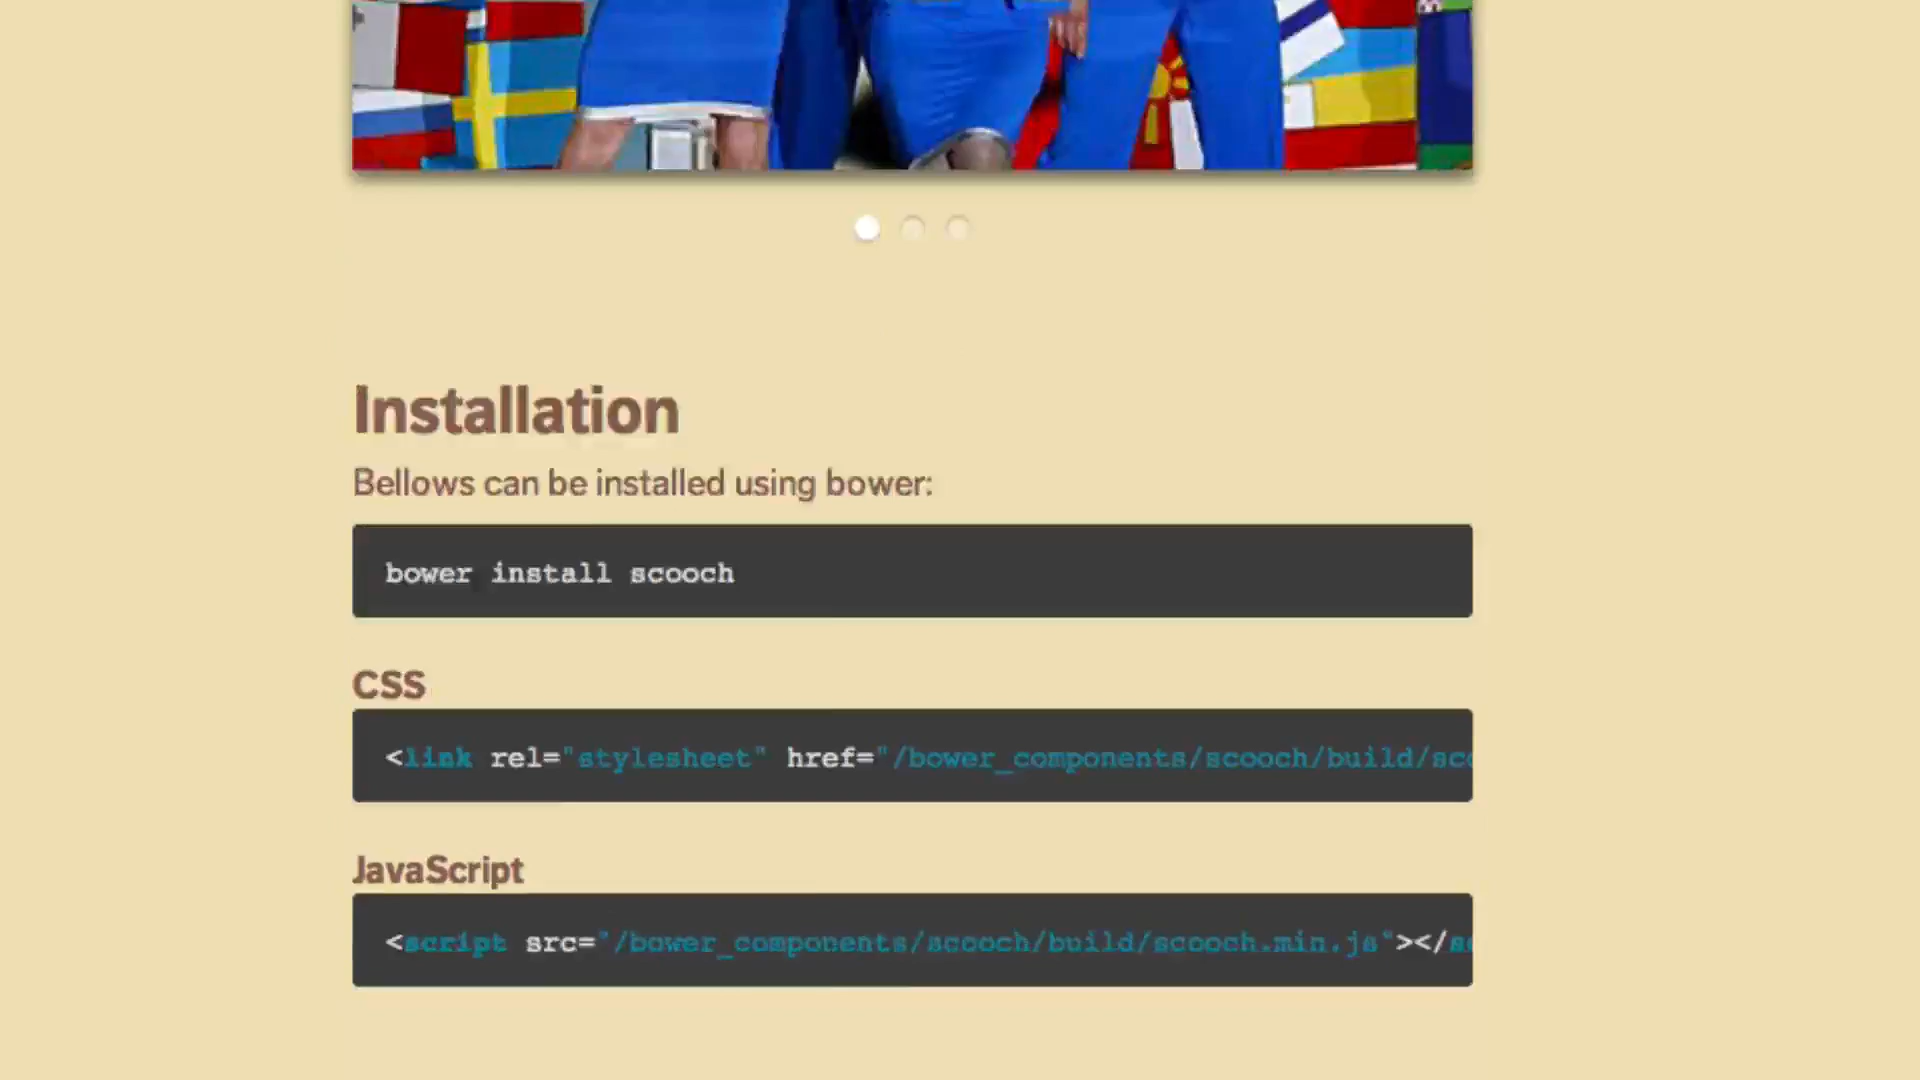 Installation
Bellows can be installed using bower:
bower install scooch
CSS
<link rel="stylesheet" href="/bower_components/scooch/build/sco
JavaScript
<script src="/bower_components/scooch/build/scooch.min.js"></sc